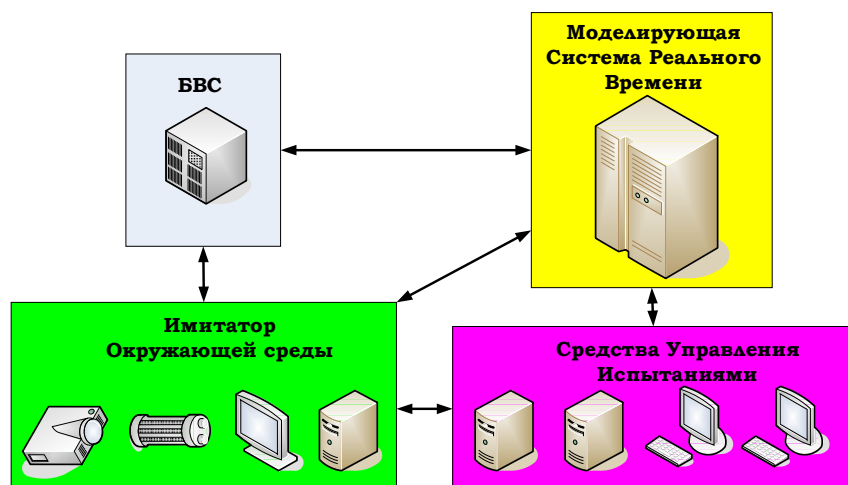 БВС
Моделирующая
Система Реального
Времени
Имитатор
Окружающей среды
Средства Управления
Испытаниями